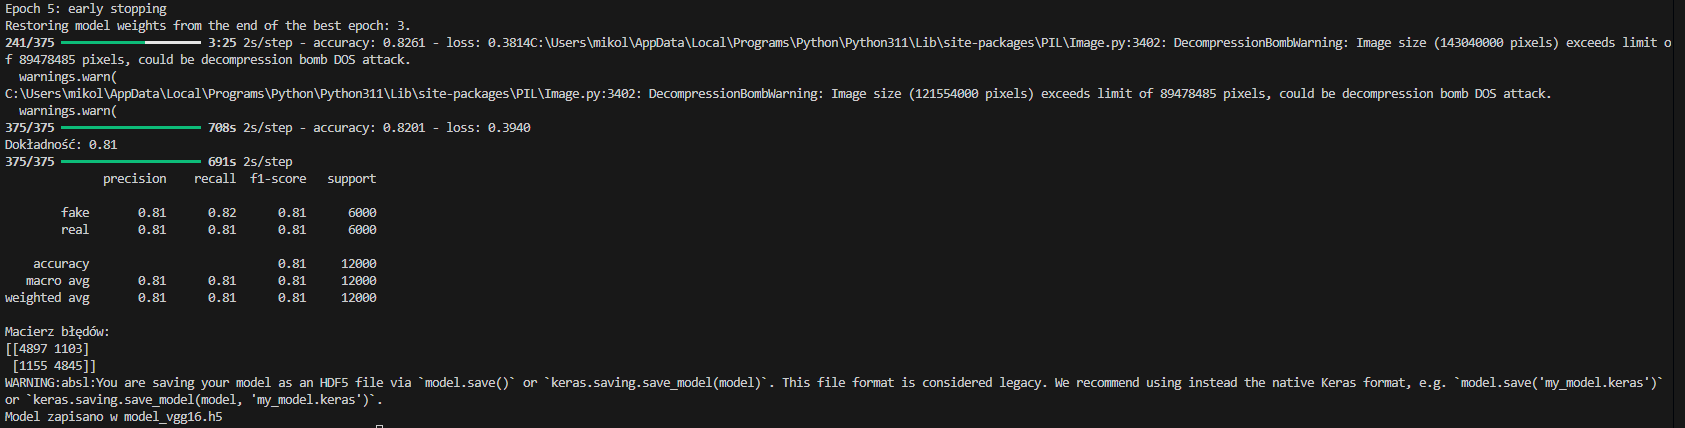 Epoch 5: early stopping
Restoring model weights from the end of the best epoch: 3.
241/375 3:25 2s/step - accuracy: 0.8261 - loss: 0.3814C:\Users\mikol\AppData\Local\Programs\Python\Python311\Lib\site-packages\PIL\Image.py:3402: DecompressionBombWarning: Image size (143040000 pixels) exceeds limit o
f 89478485 pixels, could be decompression bomb DOS attack.
  warnings.warn(
C:\Users\mikol\AppData\Local\Programs\Python\Python311\Lib\site-packages\PIL\Image.py:3402: DecompressionBombWarning: Image size (121554000 pixels) exceeds limit of 89478485 pixels, could be decompression bomb DOS attack.
  warnings.warn(
375/375 708s 2s/step - accuracy: 0.8201 - loss: 0.3940
Dokładność: 0.81
375/375 691s 2s/step
              precision    recall  f1-score   support
        fake       0.81      0.82      0.81      6000
        real       0.81      0.81      0.81      6000
    accuracy                           0.81     12000
   macro avg       0.81      0.81      0.81     12000
weighted avg       0.81      0.81      0.81     12000
Macierz błędów:
[[4897 1103]
 [1155 4845]]
WARNING:absl:You are saving your model as an HDF5 file via `model.save()` or `keras.saving.save_model(model)`. This file format is considered legacy. We recommend using instead the native Keras format, e.g. `model.save('my_model.keras')`
or `keras.saving.save_model(model, 'my_model.keras')`.
Model zapisano w model_vgg16.h5